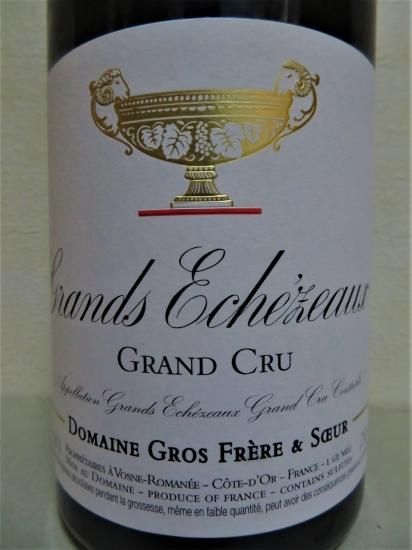 Grands Echézeaux
GRAND CRU
Appellation Grands Echézeaux Grand Cru Contrôlée
DOMAINE GROS FRÈRE & SŒUR
PROPRIÉTAIRES À VOSNE-ROMANÉE - CÔTE-D'OR - FRANCE - L GE
AU DOMAINE - PRODUCE OF FRANCE - CONTAINS SULFITES
alcoolisées pendant la grossesse, même en faible quantité, peut avoir des conséquences